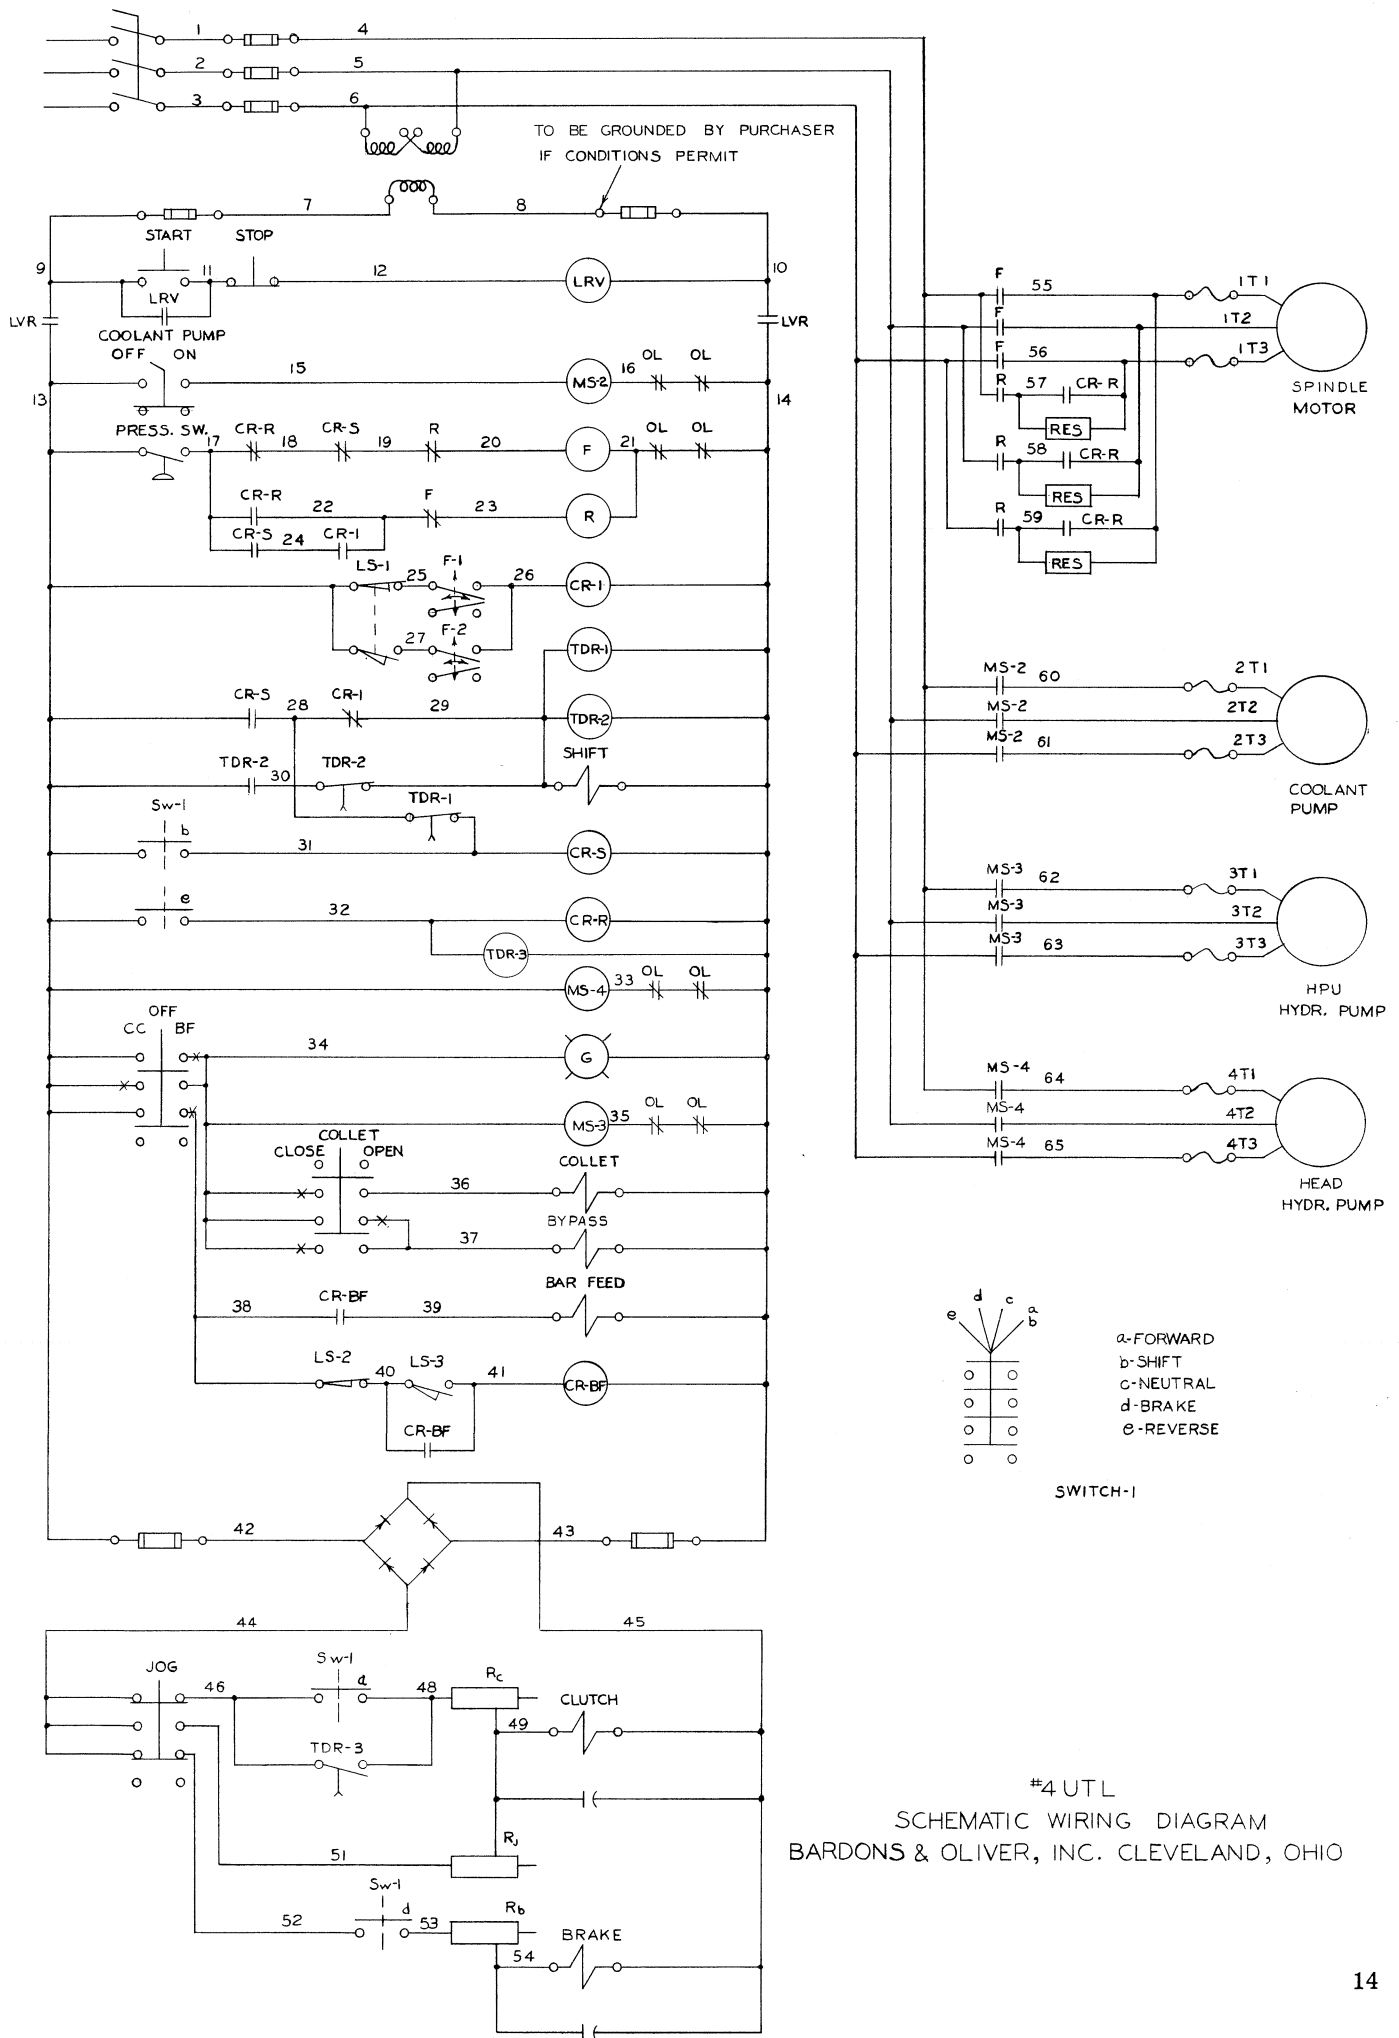 1 4
2 5
3 6
TO BE GROUNDED BY PURCHASER
IF CONDITIONS PERMIT
7 8
START STOP
9 11 12 LRV 10
LRV
LVR LVR
COOLANT PUMP
OFF ON
15 MS-2 16 OL OL
13 14
PRESS. SW.
17 CR-R 18 CR-S 19 R 20 F 21 OL OL
CR-R 22 F 23 R
CR-S 24 CR-1
LS-1 25 F-1 26 CR-1
27 F-2 TDR-1
CR-S 28 CR-1 29 TDR-2
SHIFT
TDR-2 30 TDR-2
TDR-1
Sw-1
b 31 CR-S
e 32 CR-R
TDR-3
MS-4 33 OL OL
OFF
CC BF
34 G
MS-3 35 OL OL
COLLET
CLOSE OPEN
COLLET
36
BYPASS
37
BAR FEED
38 CR-BF 39
LS-2 40 LS-3 41 CR-BF
CR-BF
42 43
44 45
JOG
46 Sw-1 a 48 Rc
CLUTCH
49
TDR-3
51 RJ
Sw-1
52 d 53 Rb
BRAKE
54
F 55 1T1
F 1T2
F 56 1T3
R 57 CR-R
RES
R 58 CR-R
RES
R 59 CR-R
RES
SPINDLE
MOTOR
MS-2 60 2T1
MS-2 2T2
MS-2 61 2T3
COOLANT
PUMP
MS-3 62 3T1
MS-3 3T2
MS-3 63 3T3
HPU
HYDR. PUMP
MS-4 64 4T1
MS-4 4T2
MS-4 65 4T3
HEAD
HYDR. PUMP
e d c a b
a-FORWARD
b-SHIFT
c-NEUTRAL
d-BRAKE
e-REVERSE
SWITCH-1
#4 UTL
SCHEMATIC WIRING DIAGRAM
BARDONS & OLIVER, INC. CLEVELAND, OHIO
14